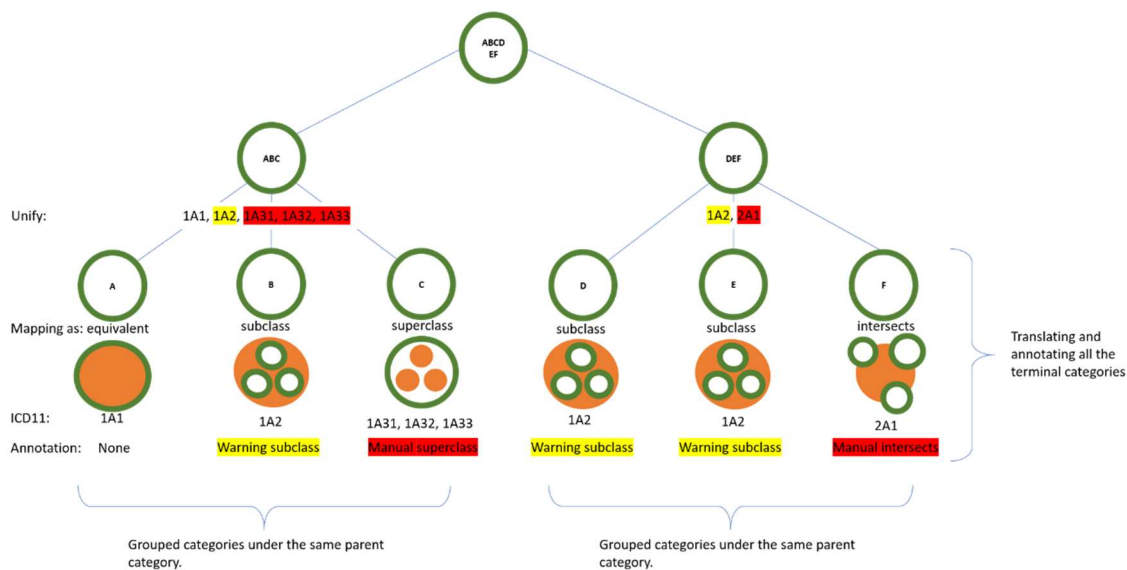 ABCD
EF
ABC
DEF
Unify:
1A1, 1A2, 1A31, 1A32, 1A33
1A2, 2A1
A
B
C
D
E
F
Mapping as: equivalent
subclass
superclass
subclass
subclass
intersects
Translating and
annotating all the
terminal categories
ICD11:
1A1
1A2
1A31, 1A32, 1A33
1A2
1A2
2A1
Annotation:
None
Warning subclass
Manual superclass
Warning subclass
Warning subclass
Manual intersects
Grouped categories under the same parent
category.
Grouped categories under the same parent
category.